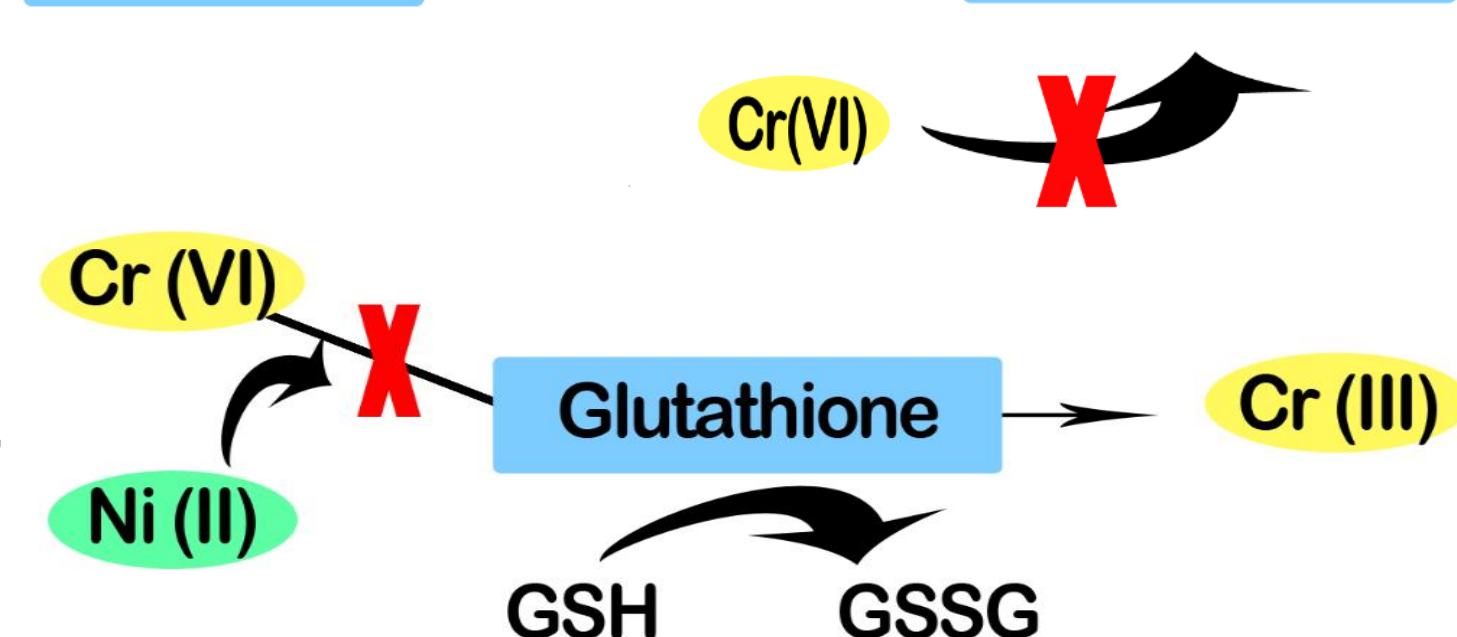 Cr(VI)
X
Cr (VI)
X
Glutathione
Cr (III)
Ni (II)
GSH
GSSG